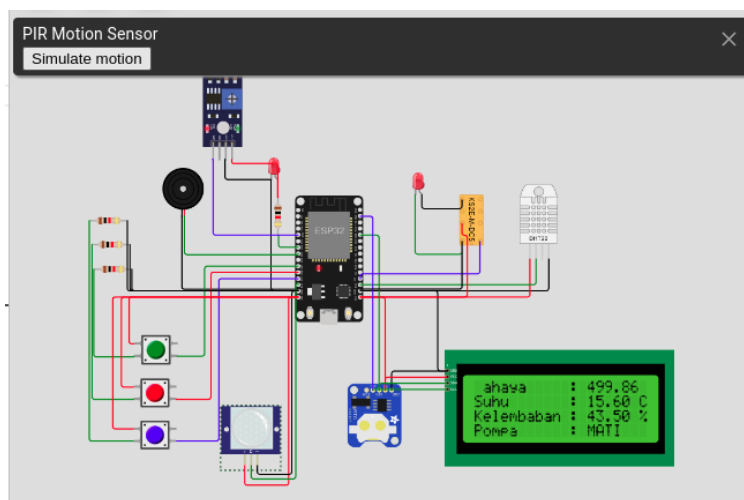 PIR Motion Sensor
Simulate motion
ESP32
KS2E-M-DC5
DHT22
ahaya : 499.86
Suhu : 15.60 C
Kelembaban : 43.50 %
Pompa : MATI